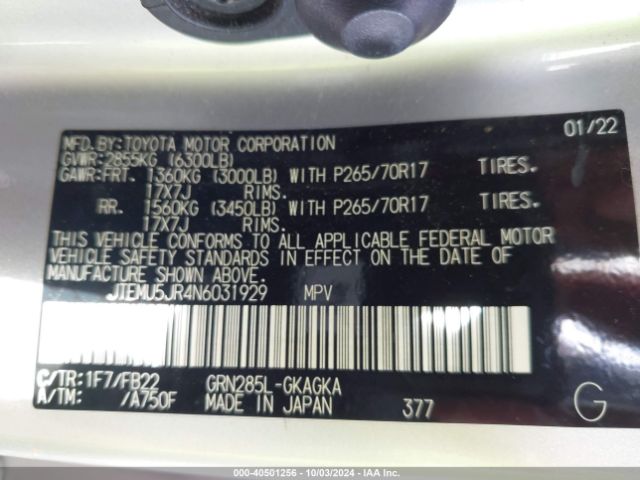 MFD. BY: TOYOTA MOTOR CORPORATION 01/22
GVWR: 2855KG (6300LB)
GAWR: FRT. 1360KG (3000LB) WITH P265/70R17 TIRES.
17X7J RIMS.
RR. 1560KG (3450LB) WITH P265/70R17 TIRES.
17X7J RIMS.
THIS VEHICLE CONFORMS TO ALL APPLICABLE FEDERAL MOTOR
VEHICLE SAFETY STANDARDS IN EFFECT ON THE DATE OF
MANUFACTURE SHOWN ABOVE.
JTEMU5JR4N6031929 MPV
C/TR: 1F7/FB22 GRN285L-GKAGKA
A/TM: /A750F MADE IN JAPAN 377 G
000-40501256 - 10/03/2024 - IAA Inc.